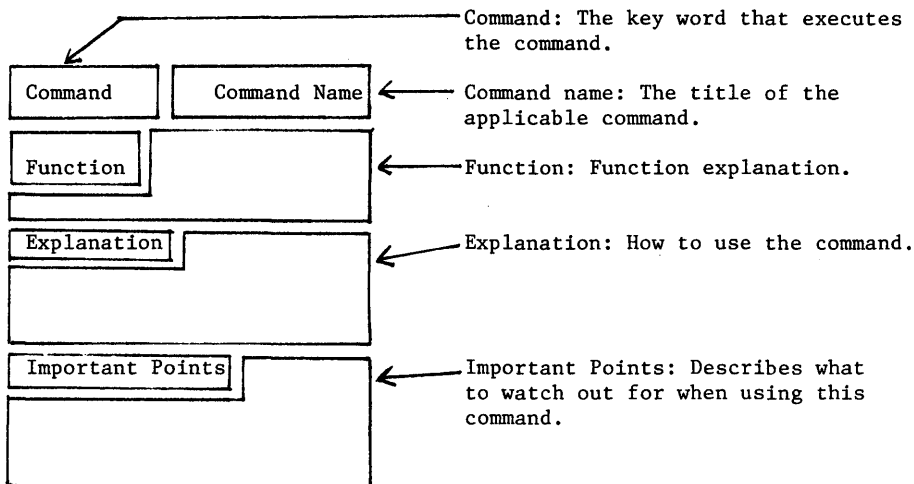 Command: The key word that executes
the command.
Command
Command Name
Command name: The title of the
applicable command.
Function
Function: Function explanation.
Explanation
Explanation: How to use the command.
Important Points
Important Points: Describes what
to watch out for when using this
command.